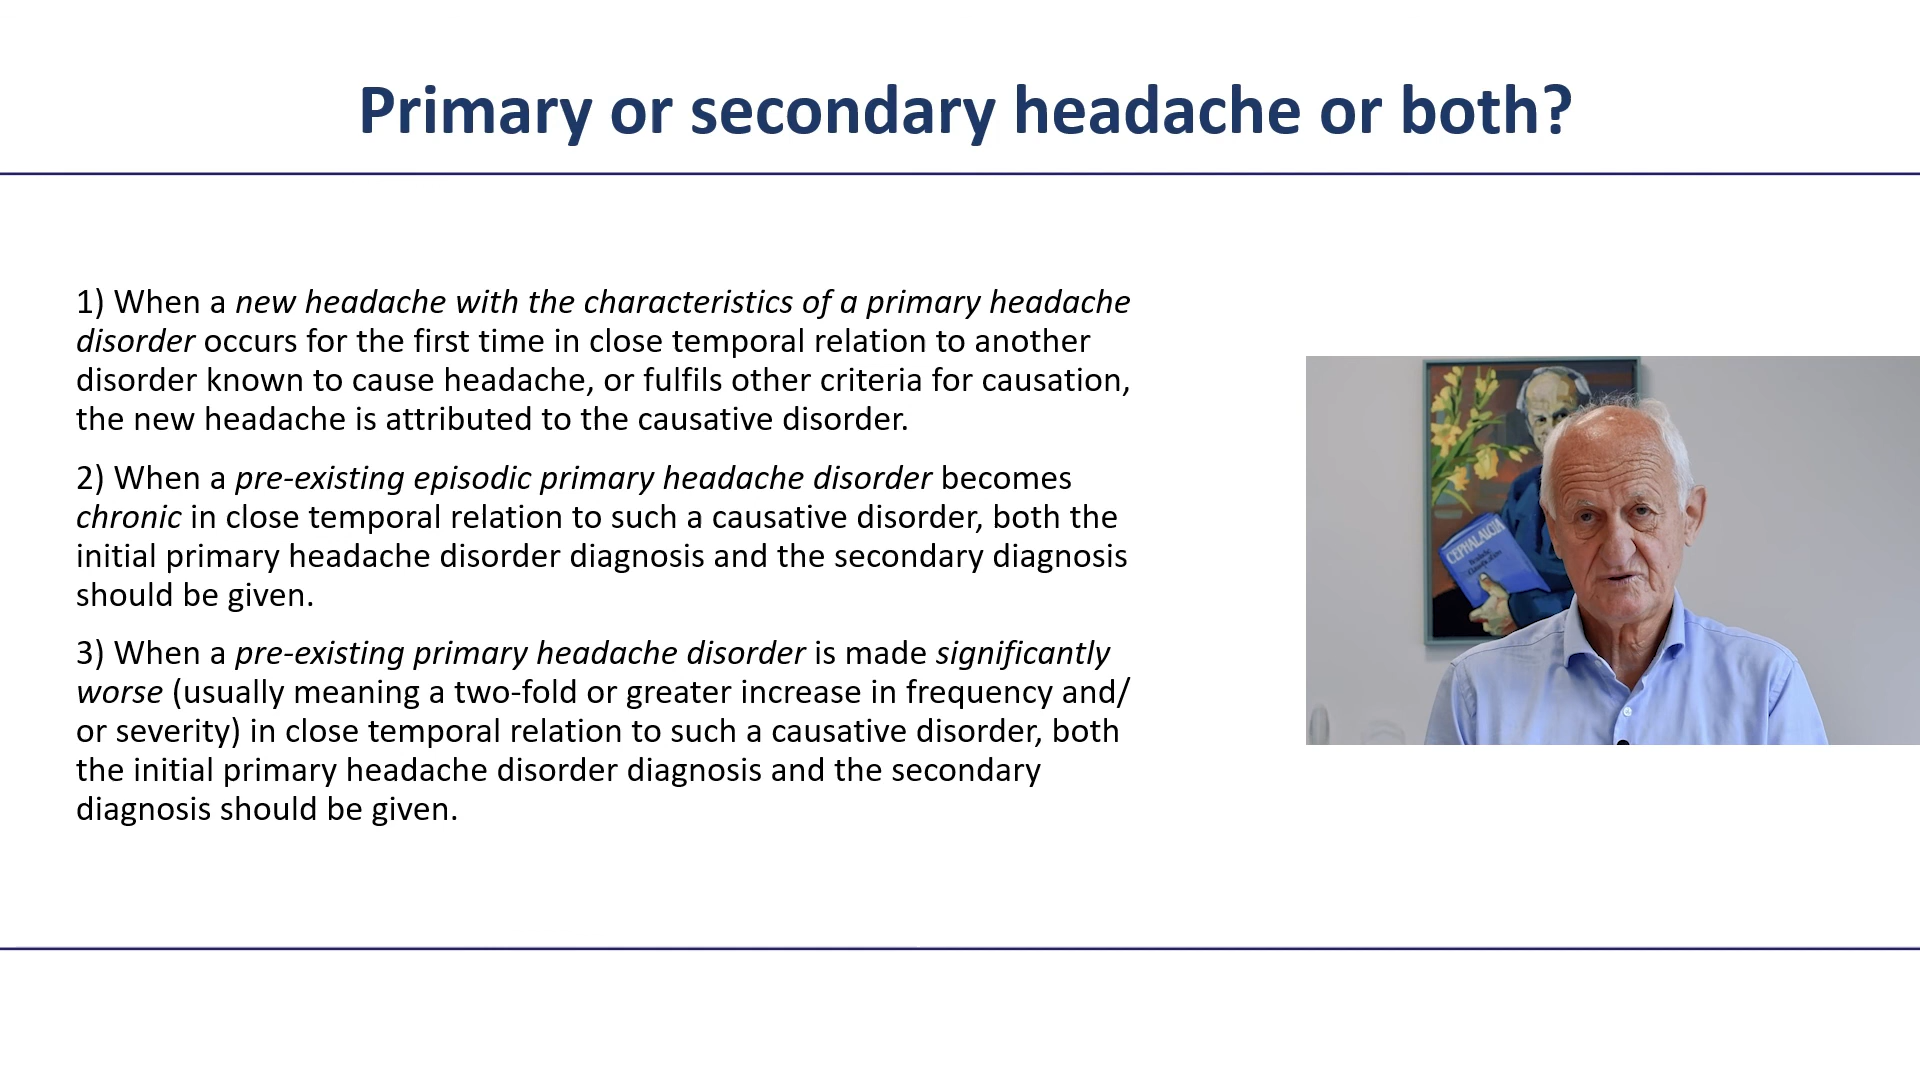 Primary or secondary headache or both?
1) When a new headache with the characteristics of a primary headache
disorder occurs for the first time in close temporal relation to another
disorder known to cause headache, or fulfils other criteria for causation,
the new headache is attributed to the causative disorder.
2) When a pre-existing episodic primary headache disorder becomes
chronic in close temporal relation to such a causative disorder, both the
initial primary headache disorder diagnosis and the secondary diagnosis
should be given.
3) When a pre-existing primary headache disorder is made significantly
worse (usually meaning a two-fold or greater increase in frequency and/
or severity) in close temporal relation to such a causative disorder, both
the initial primary headache disorder diagnosis and the secondary
diagnosis should be given.
CEPHALALGIA